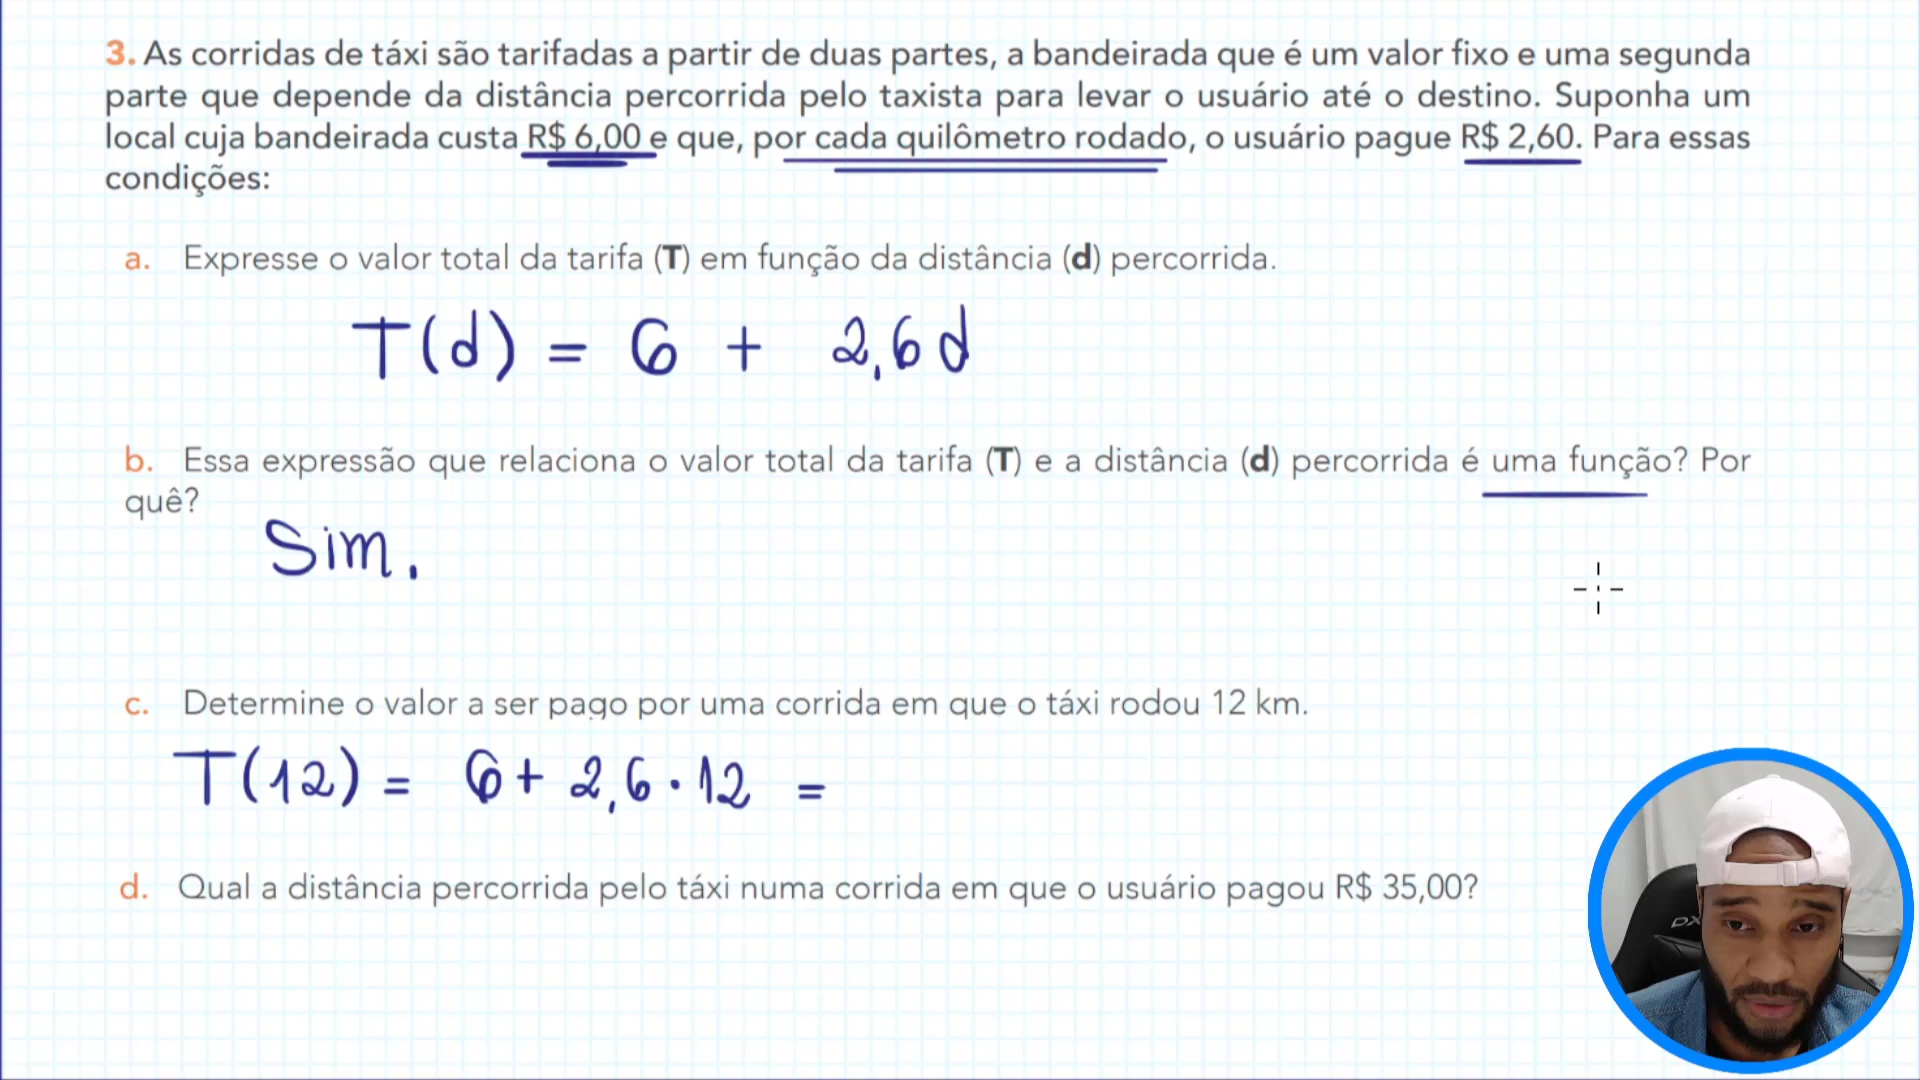 3. As corridas de táxi são tarifadas a partir de duas partes, a bandeirada que é um valor fixo e uma segunda
parte que depende da distância percorrida pelo taxista para levar o usuário até o destino. Suponha um
local cuja bandeirada custa R$ 6,00 e que, por cada quilômetro rodado, o usuário pague R$ 2,60. Para essas
condições:
a. Expresse o valor total da tarifa (T) em função da distância (d) percorrida.
T(d) = 6 + 2,6d
b. Essa expressão que relaciona o valor total da tarifa (T) e a distância (d) percorrida é uma função? Por
quê?
Sim.
c. Determine o valor a ser pago por uma corrida em que o táxi rodou 12 km.
T(12) = 6 + 2,6 · 12 =
d. Qual a distância percorrida pelo táxi numa corrida em que o usuário pagou R$ 35,00?
DX